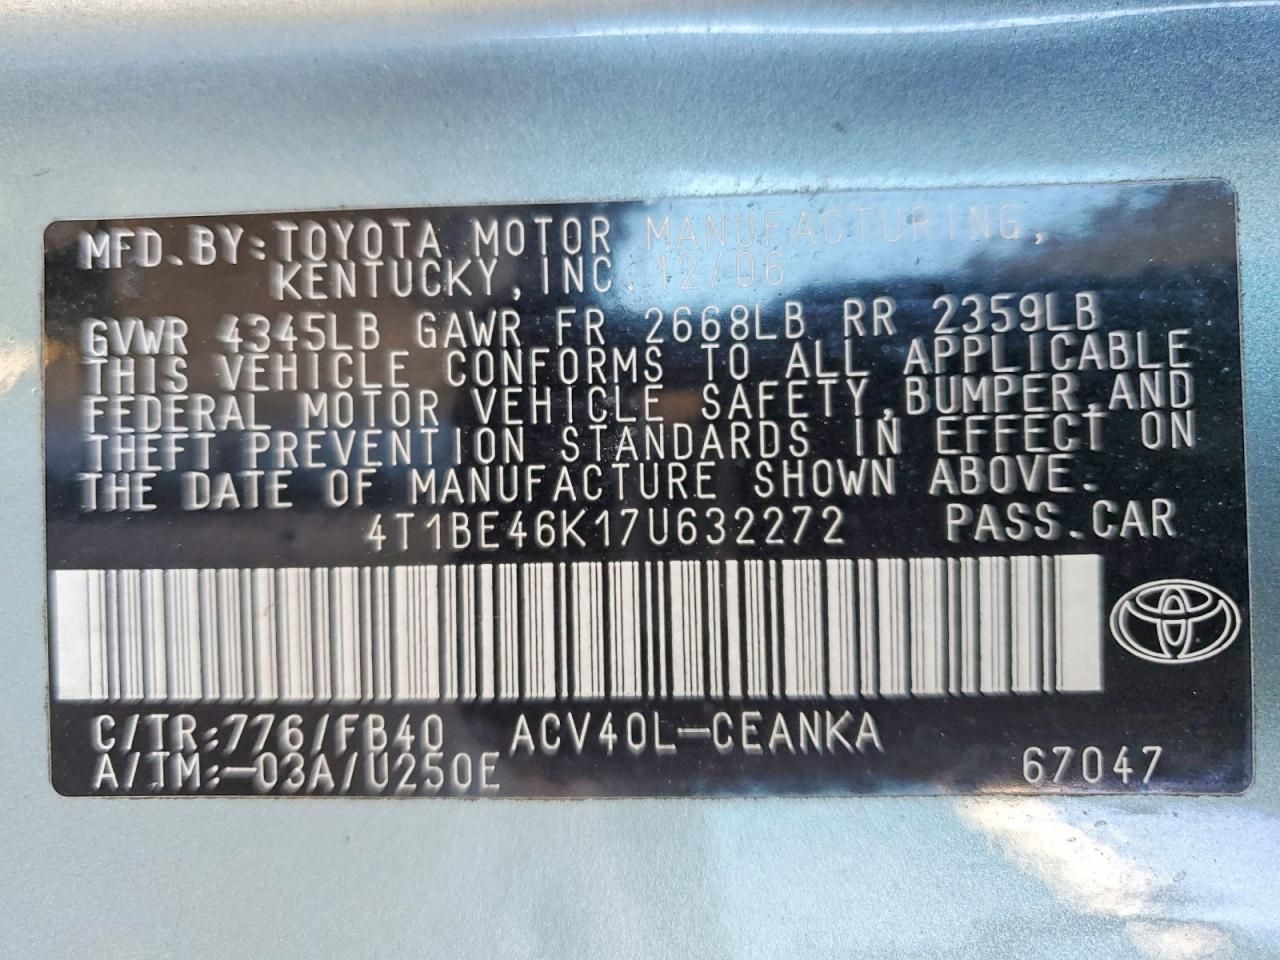 MFD.BY:TOYOTA MOTOR MANUFACTURING,
KENTUCKY,INC. 12/06
GVWR 4345LB GAWR FR 2668LB RR 2359LB
THIS VEHICLE CONFORMS TO ALL APPLICABLE
FEDERAL MOTOR VEHICLE SAFETY,BUMPER,AND
THEFT PREVENTION STANDARDS IN EFFECT ON
THE DATE OF MANUFACTURE SHOWN ABOVE.
4T1BE46K17U632272 PASS.CAR
C/TR:776/FB40 ACV40L-CEANKA
A/TM:-03A/U250E 67047